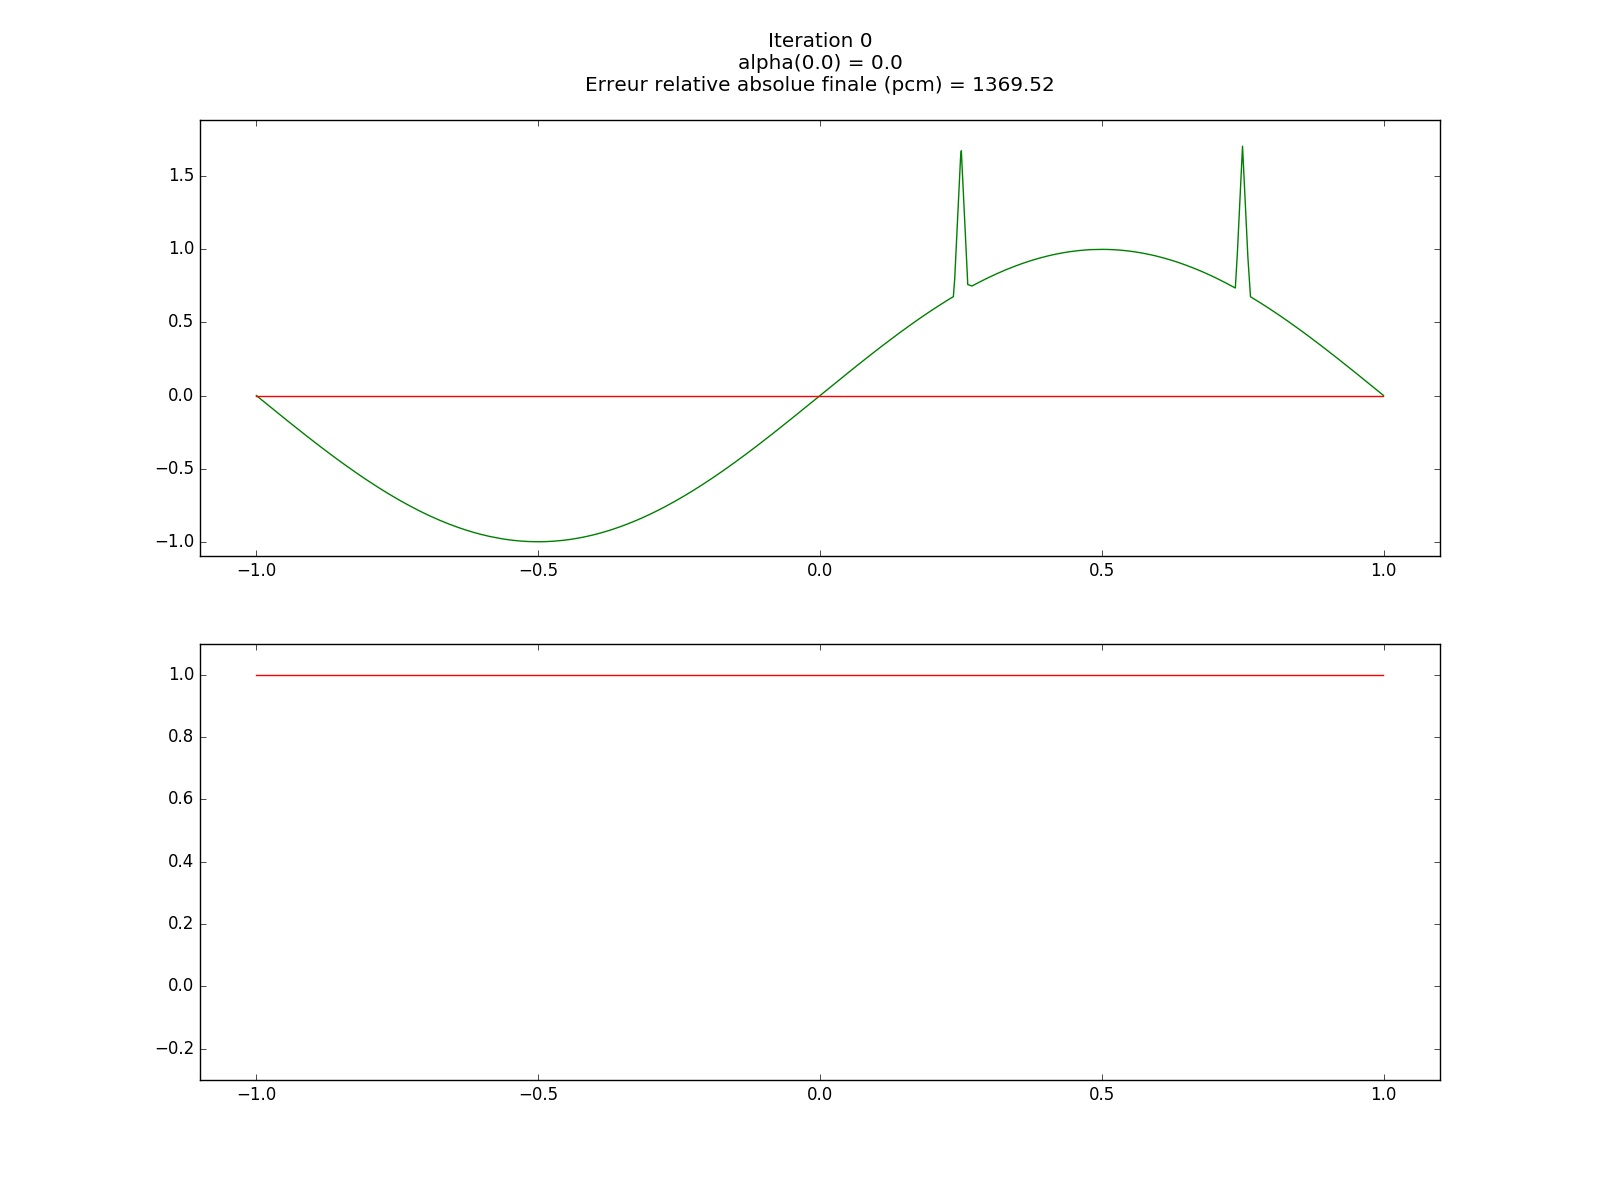 Iteration 0
alpha(0.0) = 0.0
Erreur relative absolue finale (pcm) = 1369.52
1.5
1.0
0.5
0.0
−0.5
−1.0
−1.0 −0.5 0.0 0.5 1.0
1.0
0.8
0.6
0.4
0.2
0.0
−0.2
−1.0 −0.5 0.0 0.5 1.0